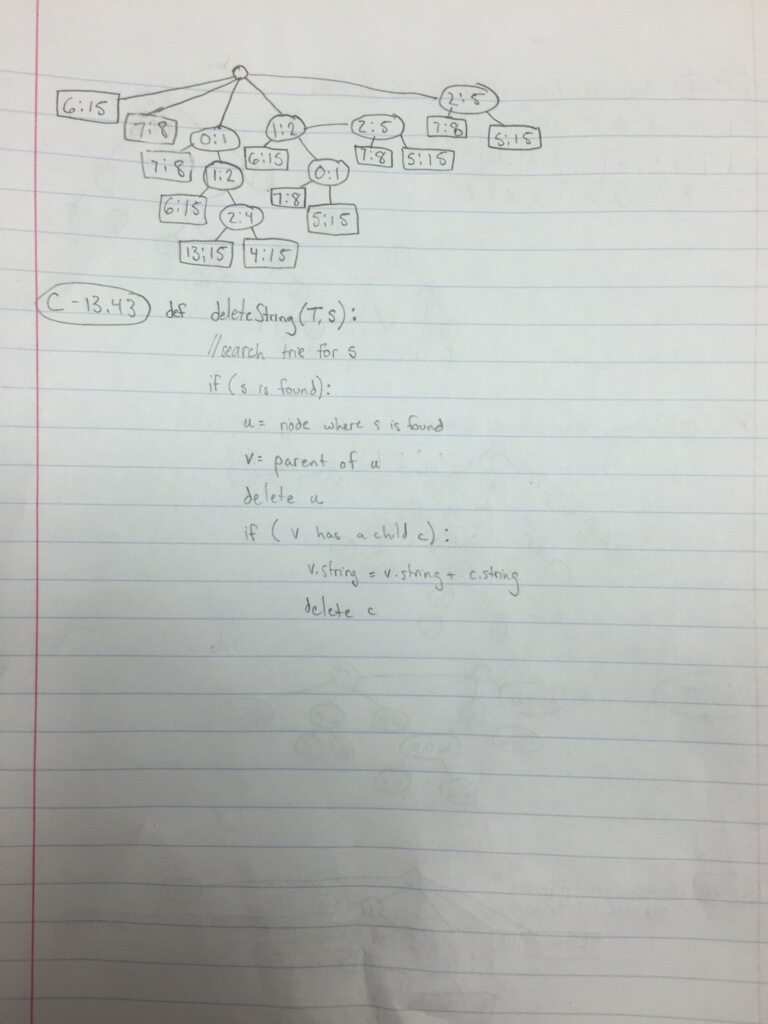 6:15
2:5
7:8
1:2
2:5
7:8
0:1
5:15
7:8
6:15
7:8
5:15
1:2
0:1
7:8
6:15
2:4
5:15
13:15
4:15
C-13.43 def deleteString(T,s):
//search trie for s
if (s is found):
u = node where s is found
v = parent of u
delete u
if ( v has a child c):
v.string = v.string + c.string
delete c